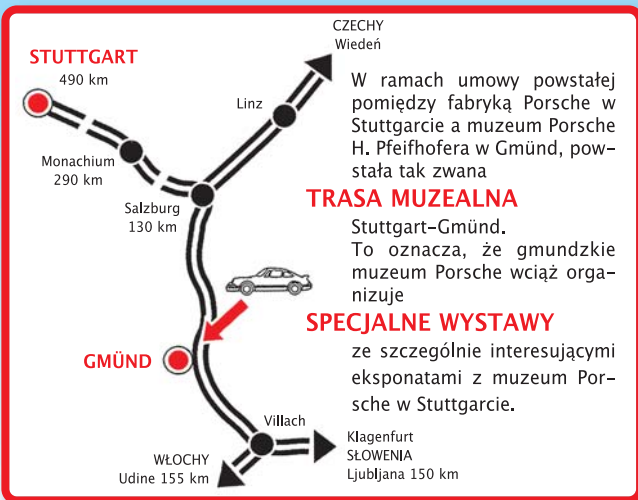 CZECHY
Wiedeń
STUTTGART
490 km
Linz
Monachium
290 km
Salzburg
130 km
GMÜND
Villach
WŁOCHY
Udine 155 km
Klagenfurt
SŁOWENIA
Ljubljana 150 km
W ramach umowy powstałej
pomiędzy fabryką Porsche w
Stuttgarcie a muzeum Porsche
H. Pfeifhofera w Gmünd, pow-
stała tak zwana
TRASA MUZEALNA
Stuttgart–Gmünd.
To oznacza, że gmundzkie
muzeum Porsche wciąż orga-
nizuje
SPECJALNE WYSTAWY
ze szczególnie interesującymi
eksponatami z muzeum Por-
sche w Stuttgarcie.